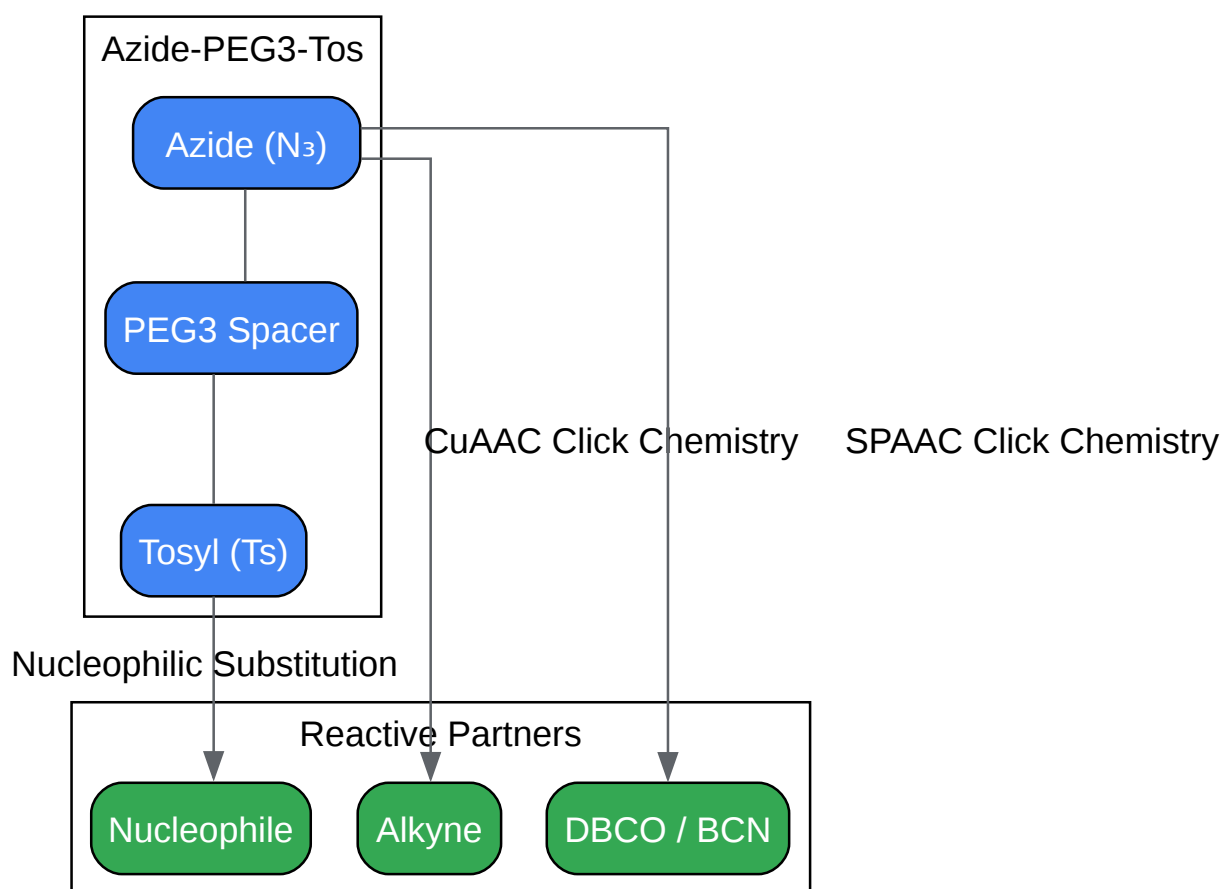 Azide-PEG3-Tos
Azide (N₃)
PEG3 Spacer
CuAAC Click Chemistry
SPAAC Click Chemistry
Tosyl (Ts)
Nucleophilic Substitution
Reactive Partners
Nucleophile
Alkyne
DBCO / BCN